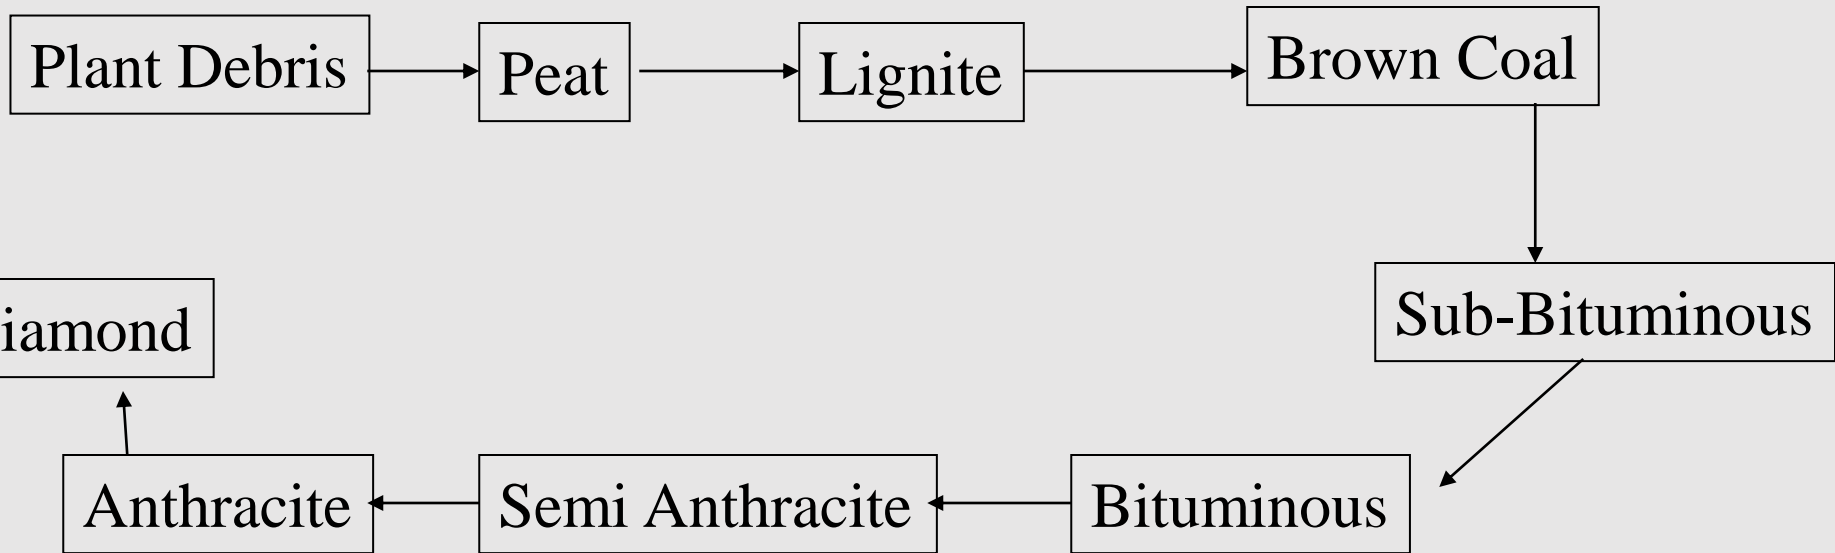 Plant Debris
Peat
Lignite
Brown Coal
Sub-Bituminous
Bituminous
Semi Anthracite
Anthracite
iamond